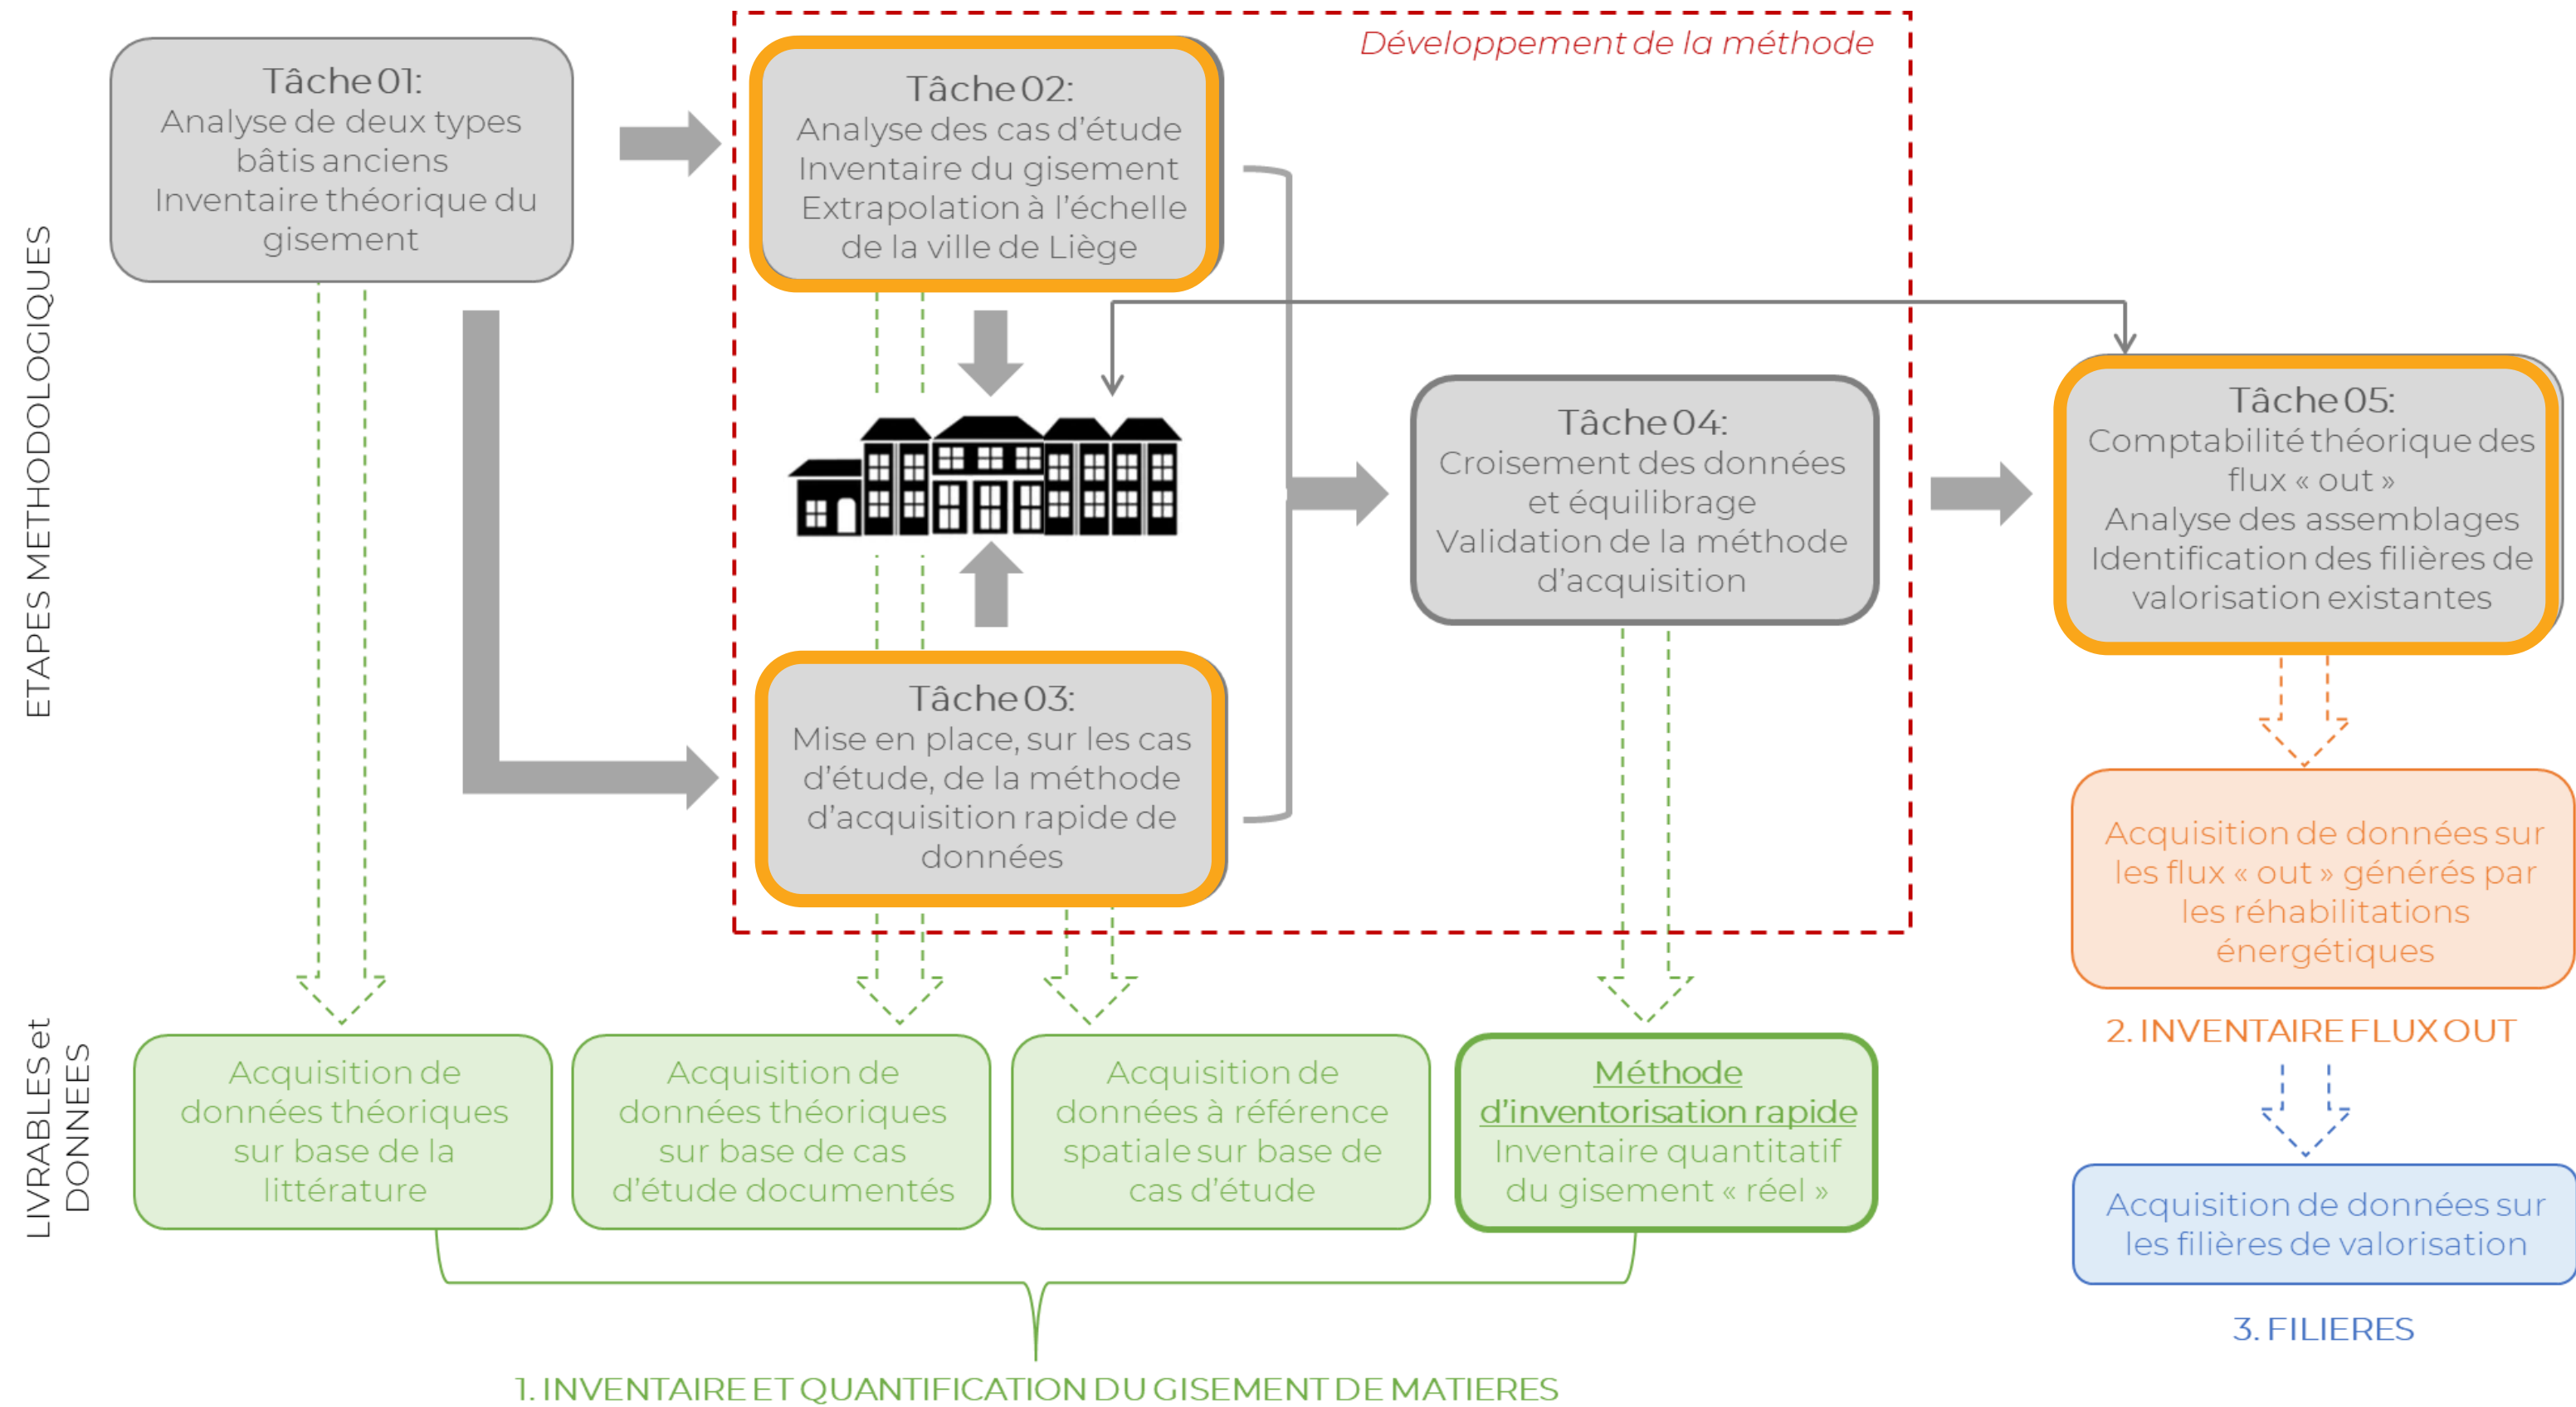 Développement de la méthode
ETAPES METHODOLOGIQUES
Tâche 01:
Analyse de deux types
bâtis anciens
Inventaire théorique du
gisement
Tâche 02:
Analyse des cas d'étude
Inventaire du gisement
Extrapolation à l'échelle
de la ville de Liège
Tâche 03:
Mise en place, sur les cas
d'étude, de la méthode
d'acquisition rapide de
données
Tâche 04:
Croisement des données
et équilibrage
Validation de la méthode
d'acquisition
Tâche 05:
Comptabilité théorique des
flux « out »
Analyse des assemblages
Identification des filières de
valorisation existantes
LIVRABLES et
DONNEES
Acquisition de
données théoriques
sur base de la
littérature
Acquisition de
données théoriques
sur base de cas
d'étude documentés
Acquisition de
données à référence
spatiale sur base de
cas d'étude
Méthode
d'inventorisation rapide
Inventaire quantitatif
du gisement « réel »
1. INVENTAIRE ET QUANTIFICATION DU GISEMENT DE MATIERES
Acquisition de données sur
les flux « out » générés par
les réhabilitations
énergétiques
2. INVENTAIRE FLUX OUT
Acquisition de données sur
les filières de valorisation
3. FILIERES